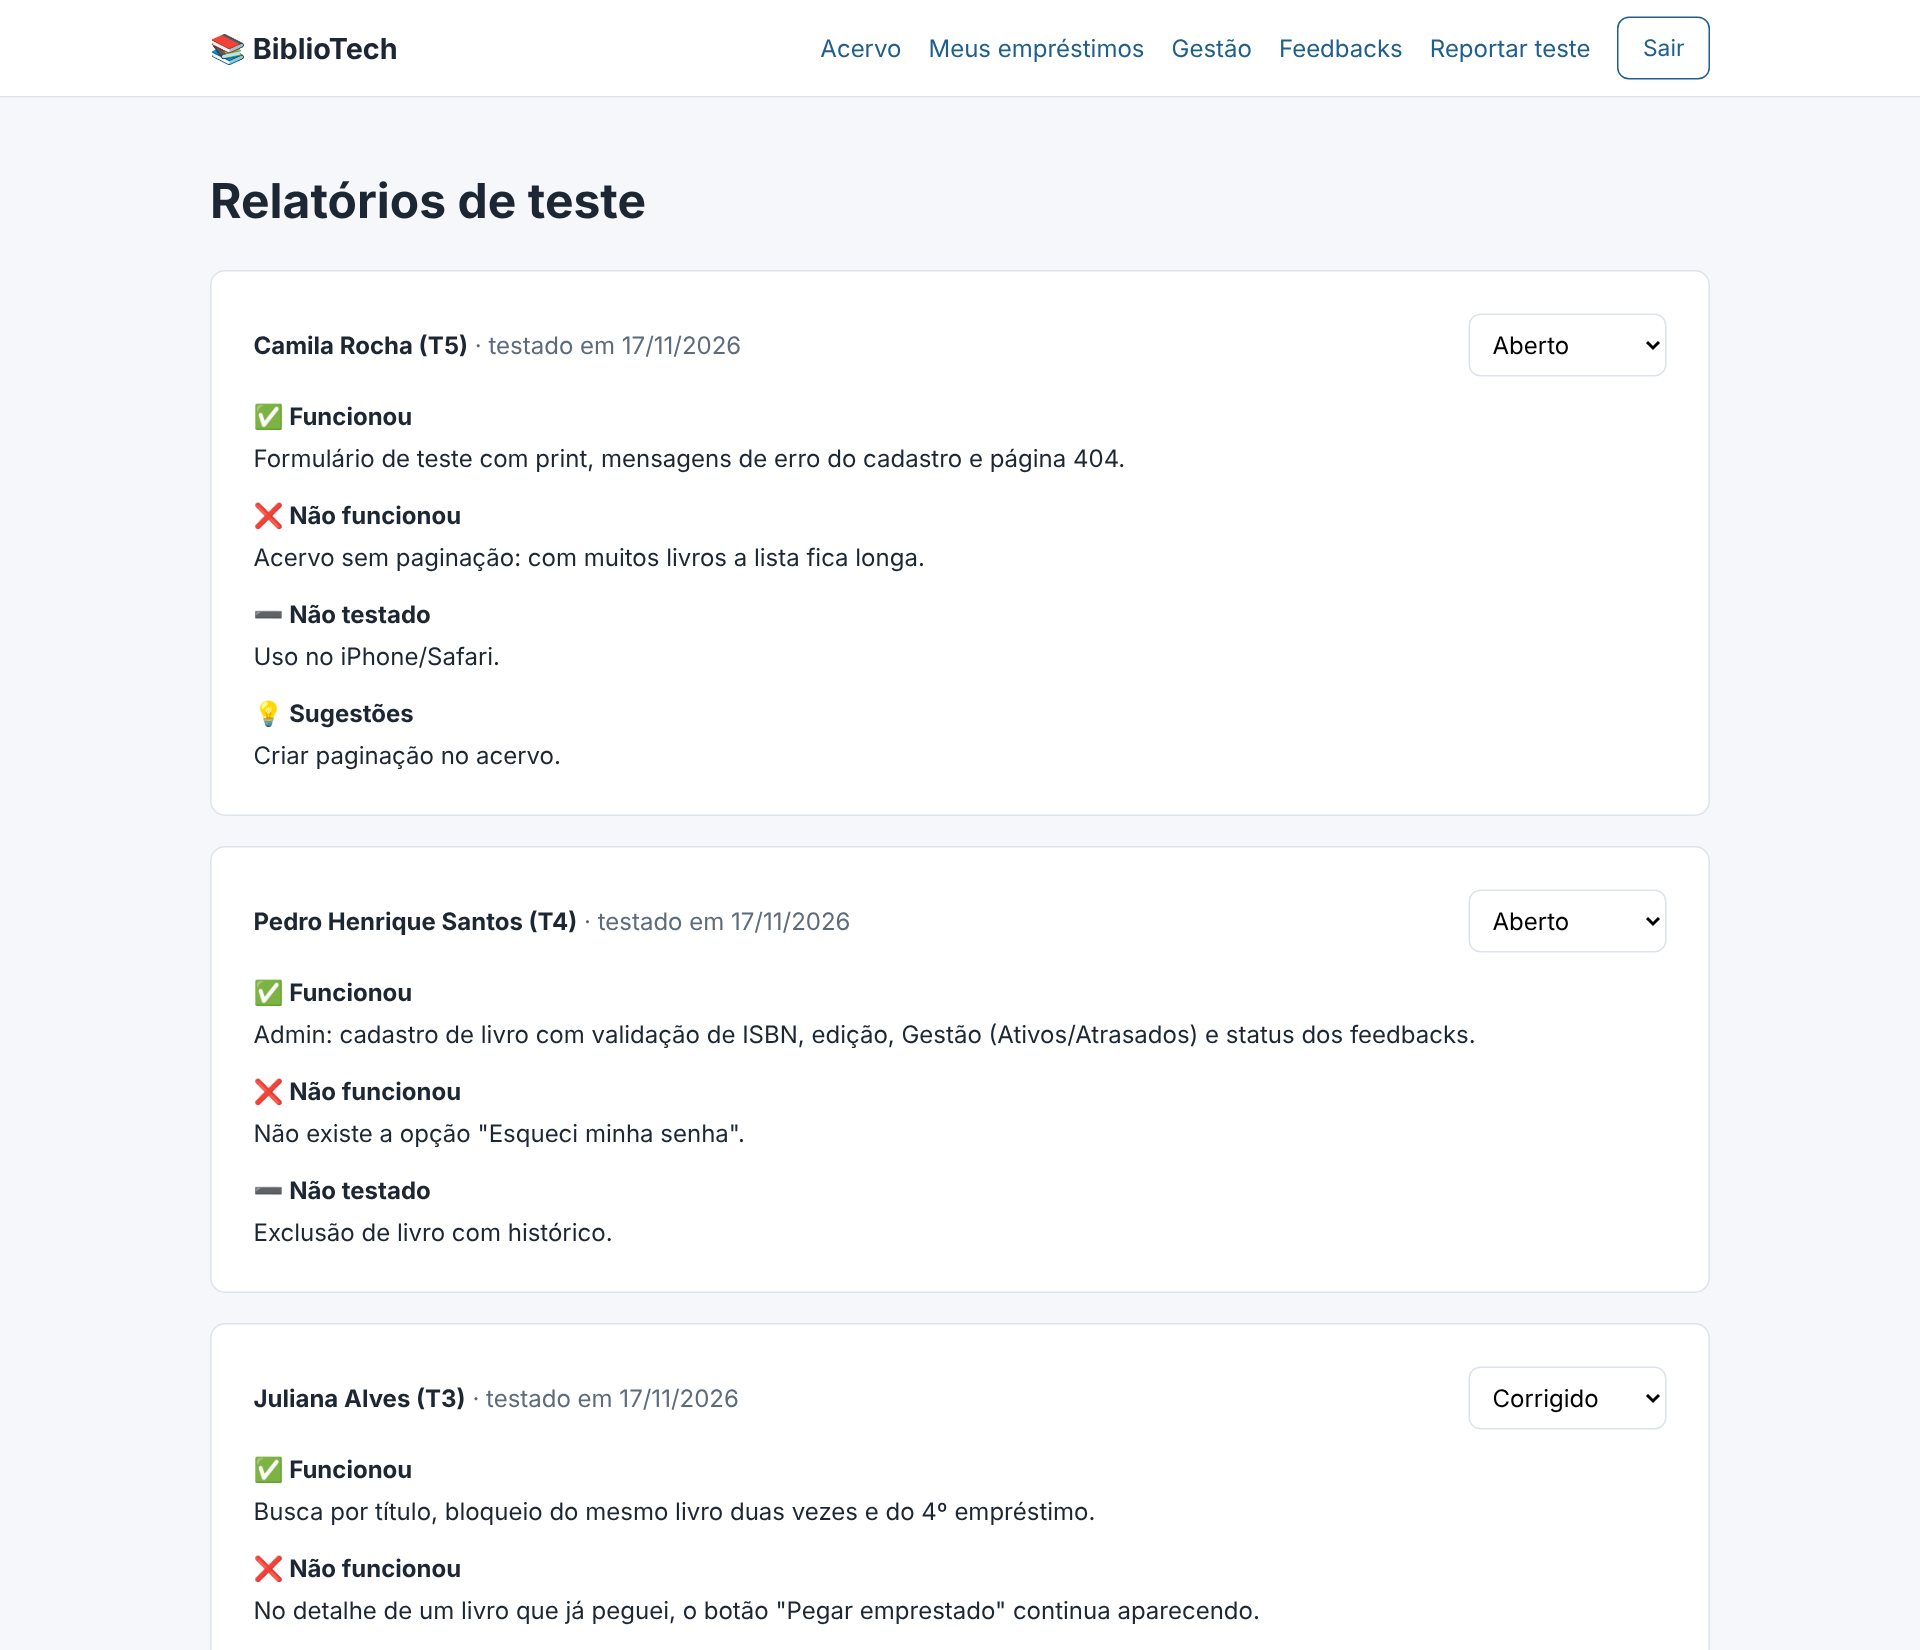 📚 BiblioTech
Acervo Meus empréstimos Gestão Feedbacks Reportar teste Sair
Relatórios de teste
Camila Rocha (T5) · testado em 17/11/2026 Aberto
✅ Funcionou
Formulário de teste com print, mensagens de erro do cadastro e página 404.
❌ Não funcionou
Acervo sem paginação: com muitos livros a lista fica longa.
➖ Não testado
Uso no iPhone/Safari.
💡 Sugestões
Criar paginação no acervo.
Pedro Henrique Santos (T4) · testado em 17/11/2026 Aberto
✅ Funcionou
Admin: cadastro de livro com validação de ISBN, edição, Gestão (Ativos/Atrasados) e status dos feedbacks.
❌ Não funcionou
Não existe a opção "Esqueci minha senha".
➖ Não testado
Exclusão de livro com histórico.
Juliana Alves (T3) · testado em 17/11/2026 Corrigido
✅ Funcionou
Busca por título, bloqueio do mesmo livro duas vezes e do 4º empréstimo.
❌ Não funcionou
No detalhe de um livro que já peguei, o botão "Pegar emprestado" continua aparecendo.